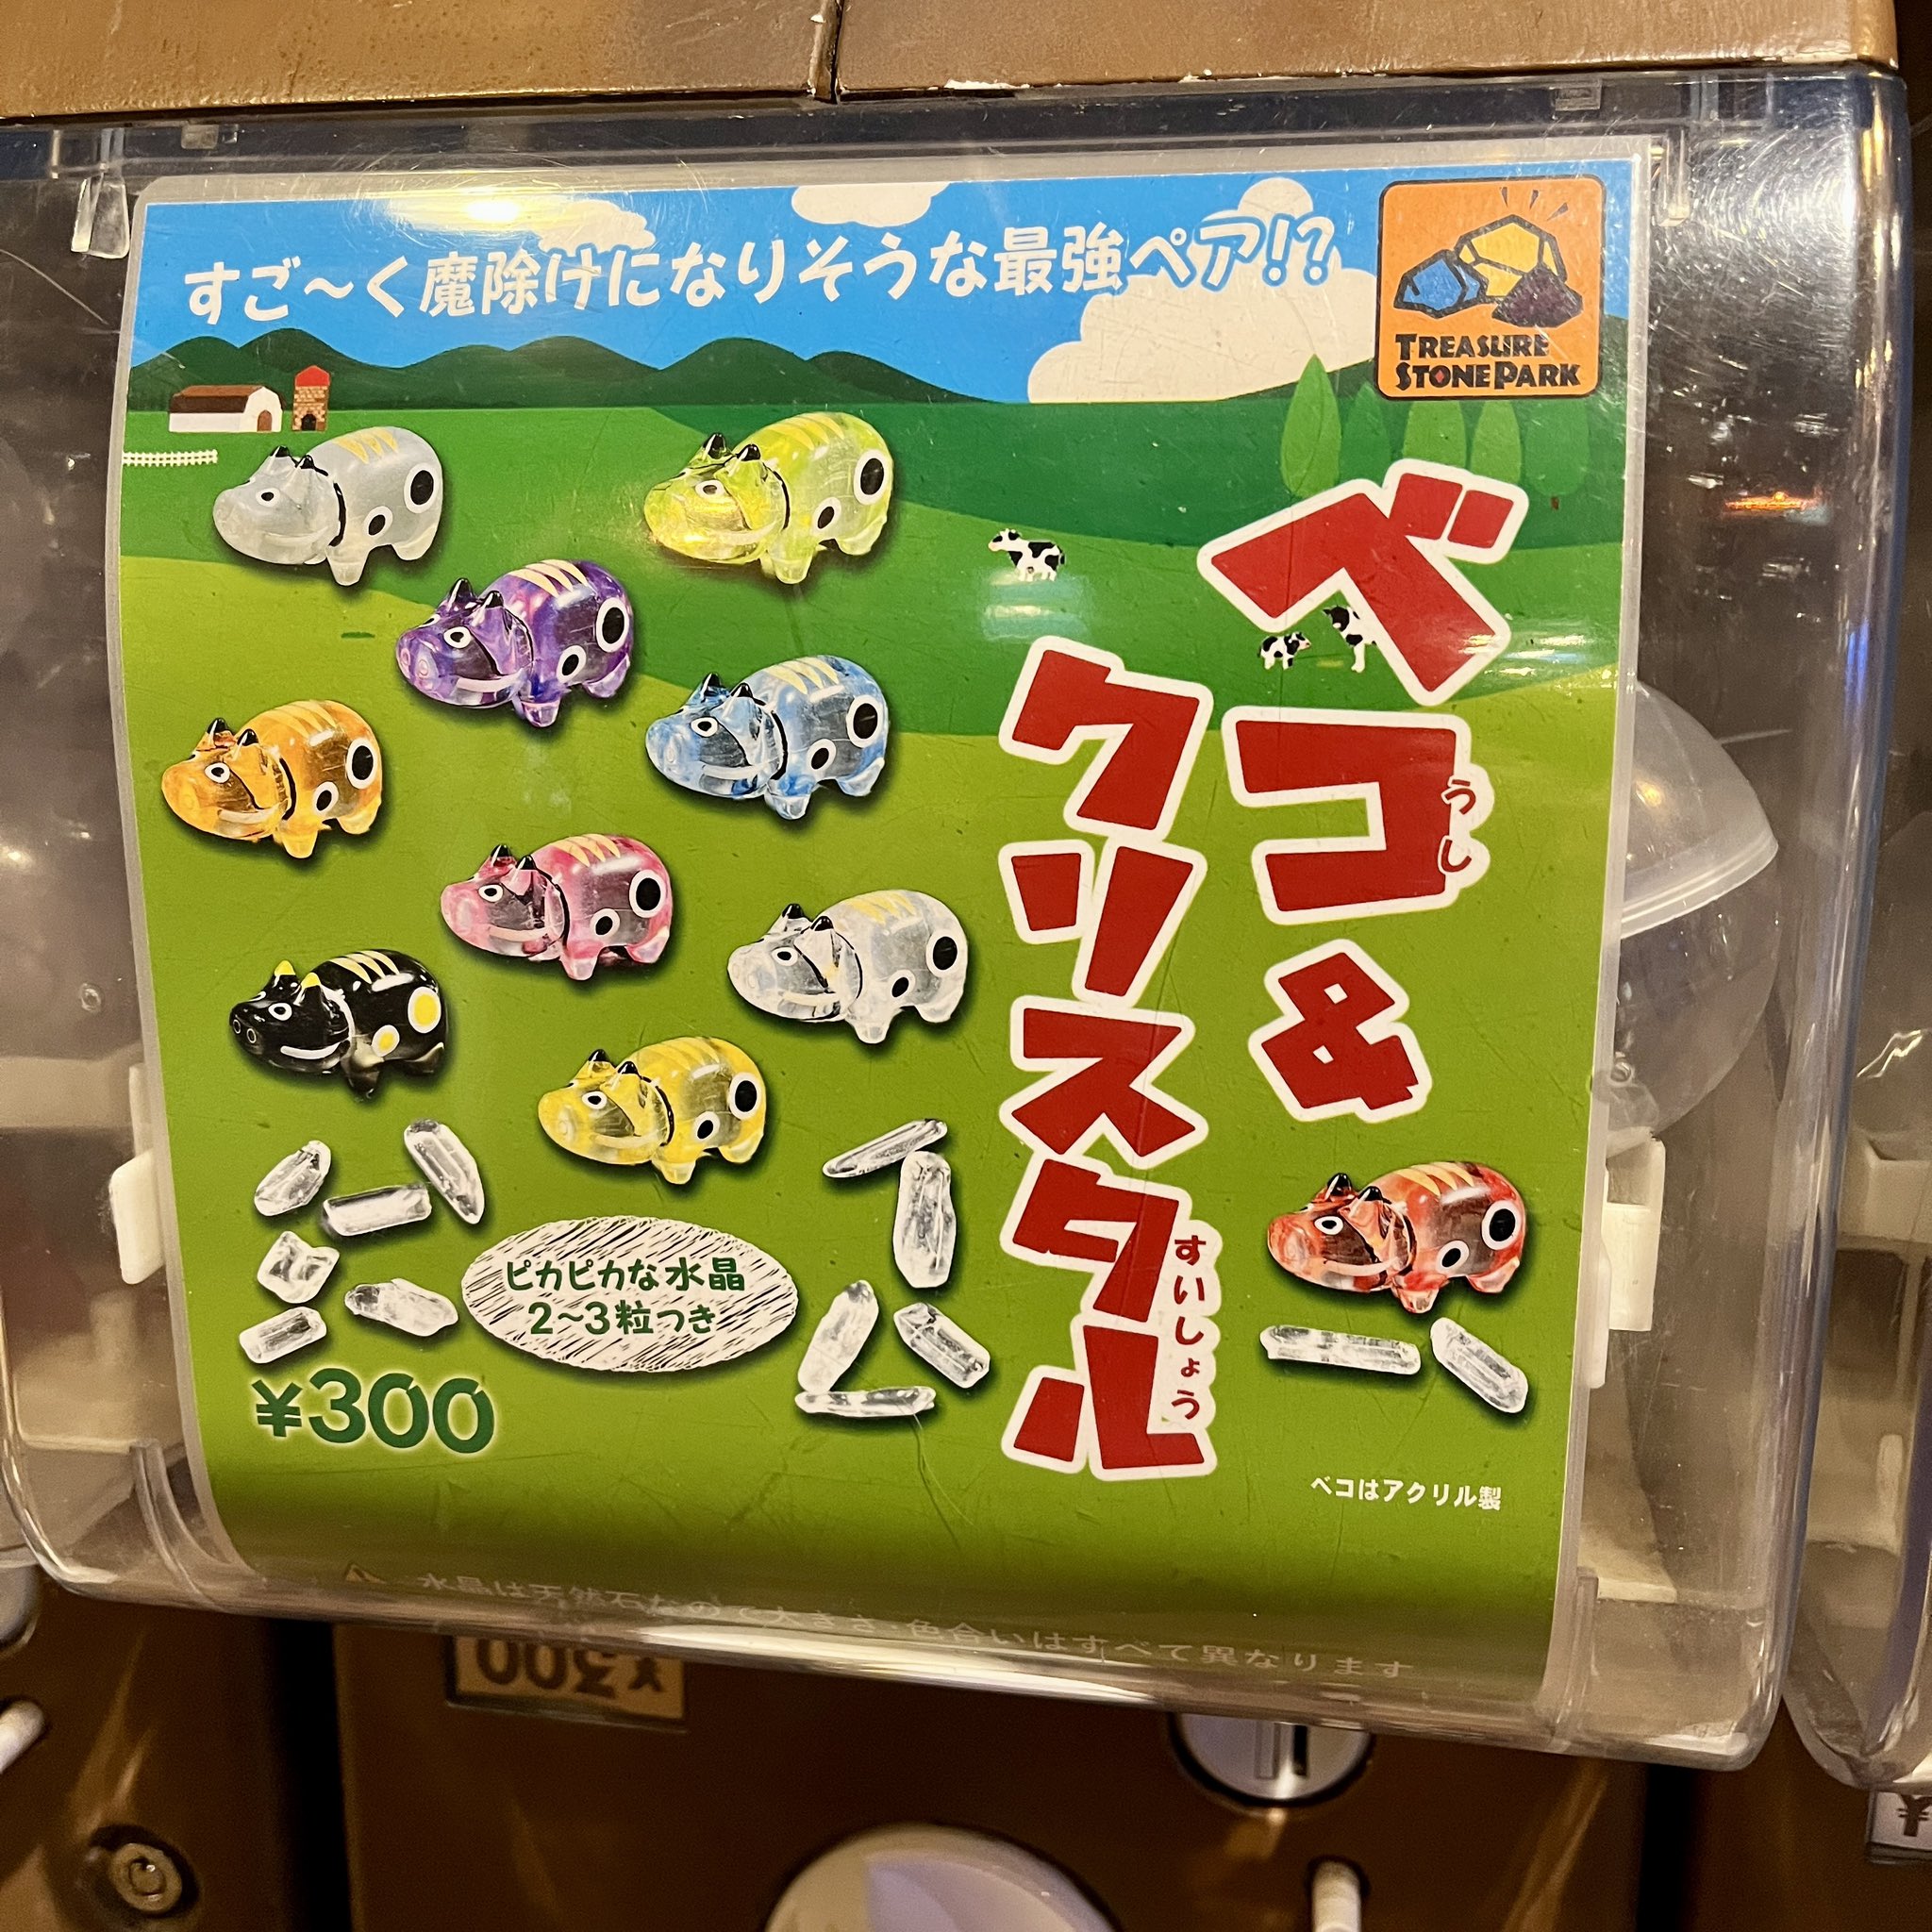 すご～く魔除けになりそうな最強ペア!?
TREASURE
STONE PARK
ベコ&
うし
クリスタル
すいしょう
ピカピカな水晶
2～3粒つき
¥300
ベコはアクリル製
水晶は天然石なので大きさ・色合いはすべて異なります
¥300
¥